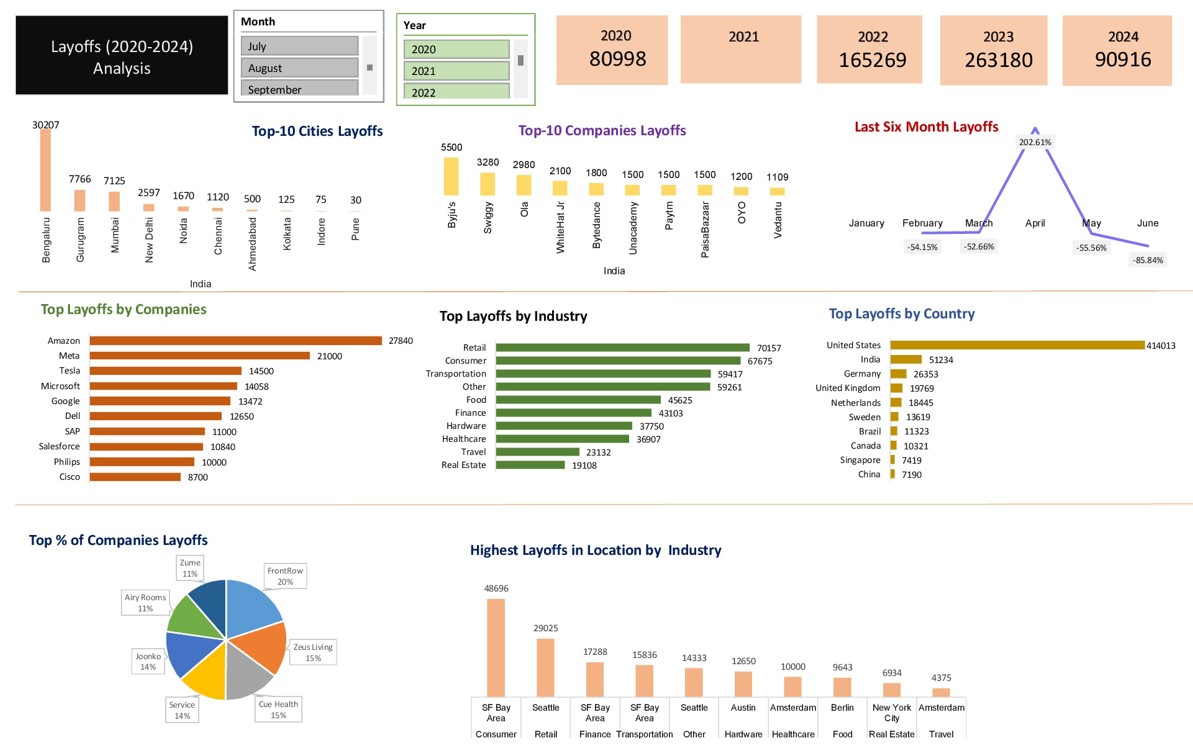 Layoffs (2020-2024)
Analysis
Month
July
August
September
Year
2020
2021
2022
2020
80998
2021
2022
165269
2023
263180
2024
90916
Top-10 Cities Layoffs
30207
7766
7125
2597
1670
1120
500
125
75
30
Bengaluru
Gurugram
Mumbai
New Delhi
Noida
Chennai
Ahmedabad
Kolkata
Indore
Pune
India
Top-10 Companies Layoffs
5500
3280
2980
2100
1800
1500
1500
1500
1200
1109
Byju's
Swiggy
Ola
WhiteHat Jr
Bytedance
Unacademy
Paytm
PaisaBazaar
OYO
Vedantu
India
Last Six Month Layoffs
202.61%
January
February
March
April
May
June
-54.15%
-52.66%
-55.56%
-85.84%
Top Layoffs by Companies
Amazon 27840
Meta 21000
Tesla 14500
Microsoft 14058
Google 13472
Dell 12650
SAP 11000
Salesforce 10840
Philips 10000
Cisco 8700
Top Layoffs by Industry
Retail 70157
Consumer 67675
Transportation 59417
Other 59261
Food 45625
Finance 43103
Hardware 37750
Healthcare 36907
Travel 23132
Real Estate 19108
Top Layoffs by Country
United States 414013
India 51234
Germany 26353
United Kingdom 19769
Netherlands 18445
Sweden 13619
Brazil 11323
Canada 10321
Singapore 7419
China 7190
Top % of Companies Layoffs
Zume
11%
FrontRow
20%
Airy Rooms
11%
Zeus Living
15%
Joonko
14%
Service
14%
Cue Health
15%
Highest Layoffs in Location by Industry
48696
29025
17288
15836
14333
12650
10000
9643
6934
4375
SF Bay
Area
Seattle
SF Bay
Area
SF Bay
Area
Seattle
Austin
Amsterdam
Berlin
New York
City
Amsterdam
Consumer
Retail
Finance
Transportation
Other
Hardware
Healthcare
Food
Real Estate
Travel